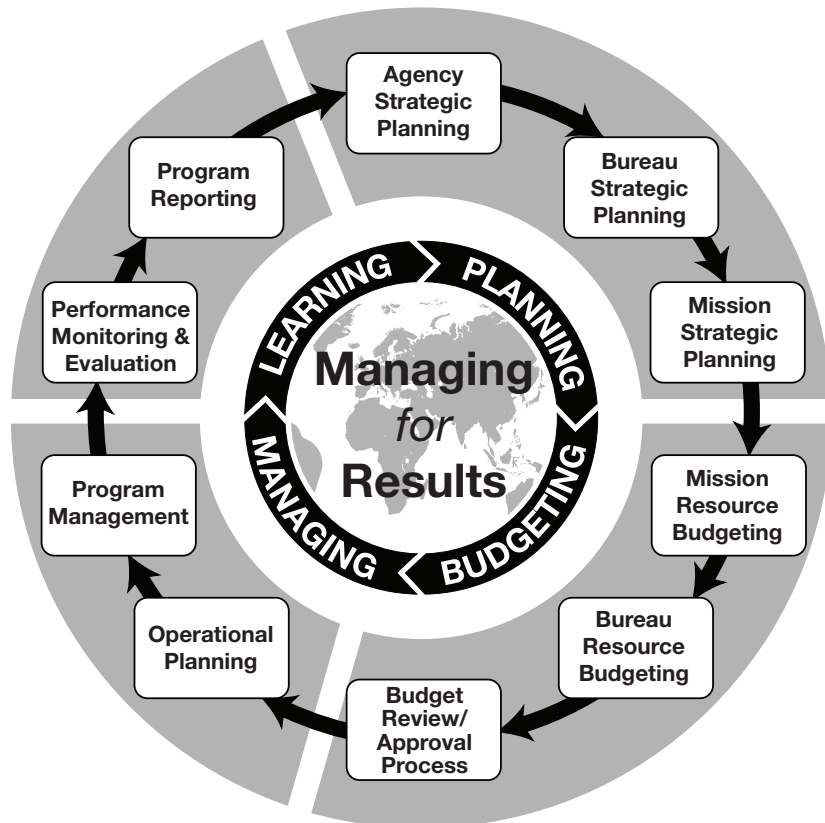 Agency
Strategic
Planning
Bureau
Strategic
Planning
Mission
Strategic
Planning
Mission
Resource
Budgeting
Bureau
Resource
Budgeting
Budget
Review/
Approval
Process
Operational
Planning
Program
Management
Performance
Monitoring &
Evaluation
Program
Reporting
PLANNING
BUDGETING
MANAGING
LEARNING
Managing
for
Results